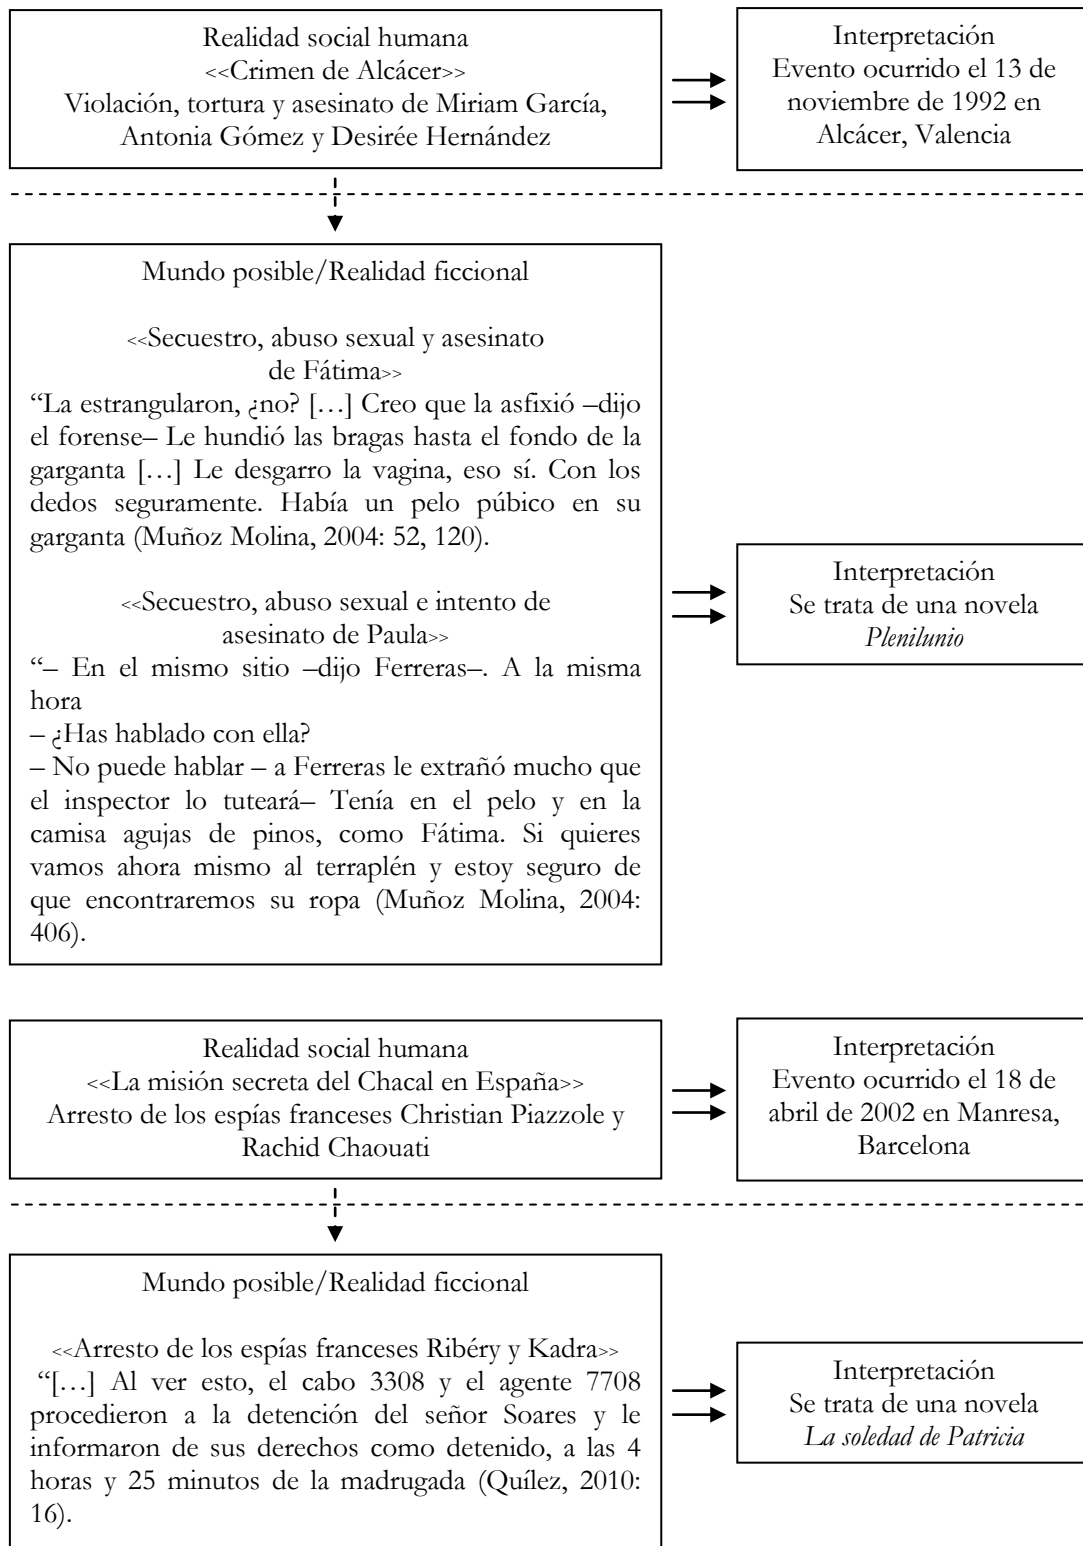 Realidad social humana
<<Crimen de Alcácer>>
Violación, tortura y asesinato de Miriam García,
Antonia Gómez y Desirée Hernández
Interpretación
Evento ocurrido el 13 de
noviembre de 1992 en
Alcácer, Valencia
Mundo posible/Realidad ficcional
<<Secuestro, abuso sexual y asesinato
de Fátima>>
“La estrangularon, ¿no? […] Creo que la asfixió –dijo
el forense– Le hundió las bragas hasta el fondo de la
garganta […] Le desgarro la vagina, eso sí. Con los
dedos seguramente. Había un pelo púbico en su
garganta (Muñoz Molina, 2004: 52, 120).
<<Secuestro, abuso sexual e intento de
asesinato de Paula>>
“– En el mismo sitio –dijo Ferreras–. A la misma
hora
– ¿Has hablado con ella?
– No puede hablar – a Ferreras le extrañó mucho que
el inspector lo tuteará– Tenía en el pelo y en la
camisa agujas de pinos, como Fátima. Si quieres
vamos ahora mismo al terraplén y estoy seguro de
que encontraremos su ropa (Muñoz Molina, 2004:
406).
Interpretación
Se trata de una novela
Plenilunio
Realidad social humana
<<La misión secreta del Chacal en España>>
Arresto de los espías franceses Christian Piazzole y
Rachid Chaouati
Interpretación
Evento ocurrido el 18 de
abril de 2002 en Manresa,
Barcelona
Mundo posible/Realidad ficcional
<<Arresto de los espías franceses Ribéry y Kadra>>
“[…] Al ver esto, el cabo 3308 y el agente 7708
procedieron a la detención del señor Soares y le
informaron de sus derechos como detenido, a las 4
horas y 25 minutos de la madrugada (Quílez, 2010:
16).
Interpretación
Se trata de una novela
La soledad de Patricia